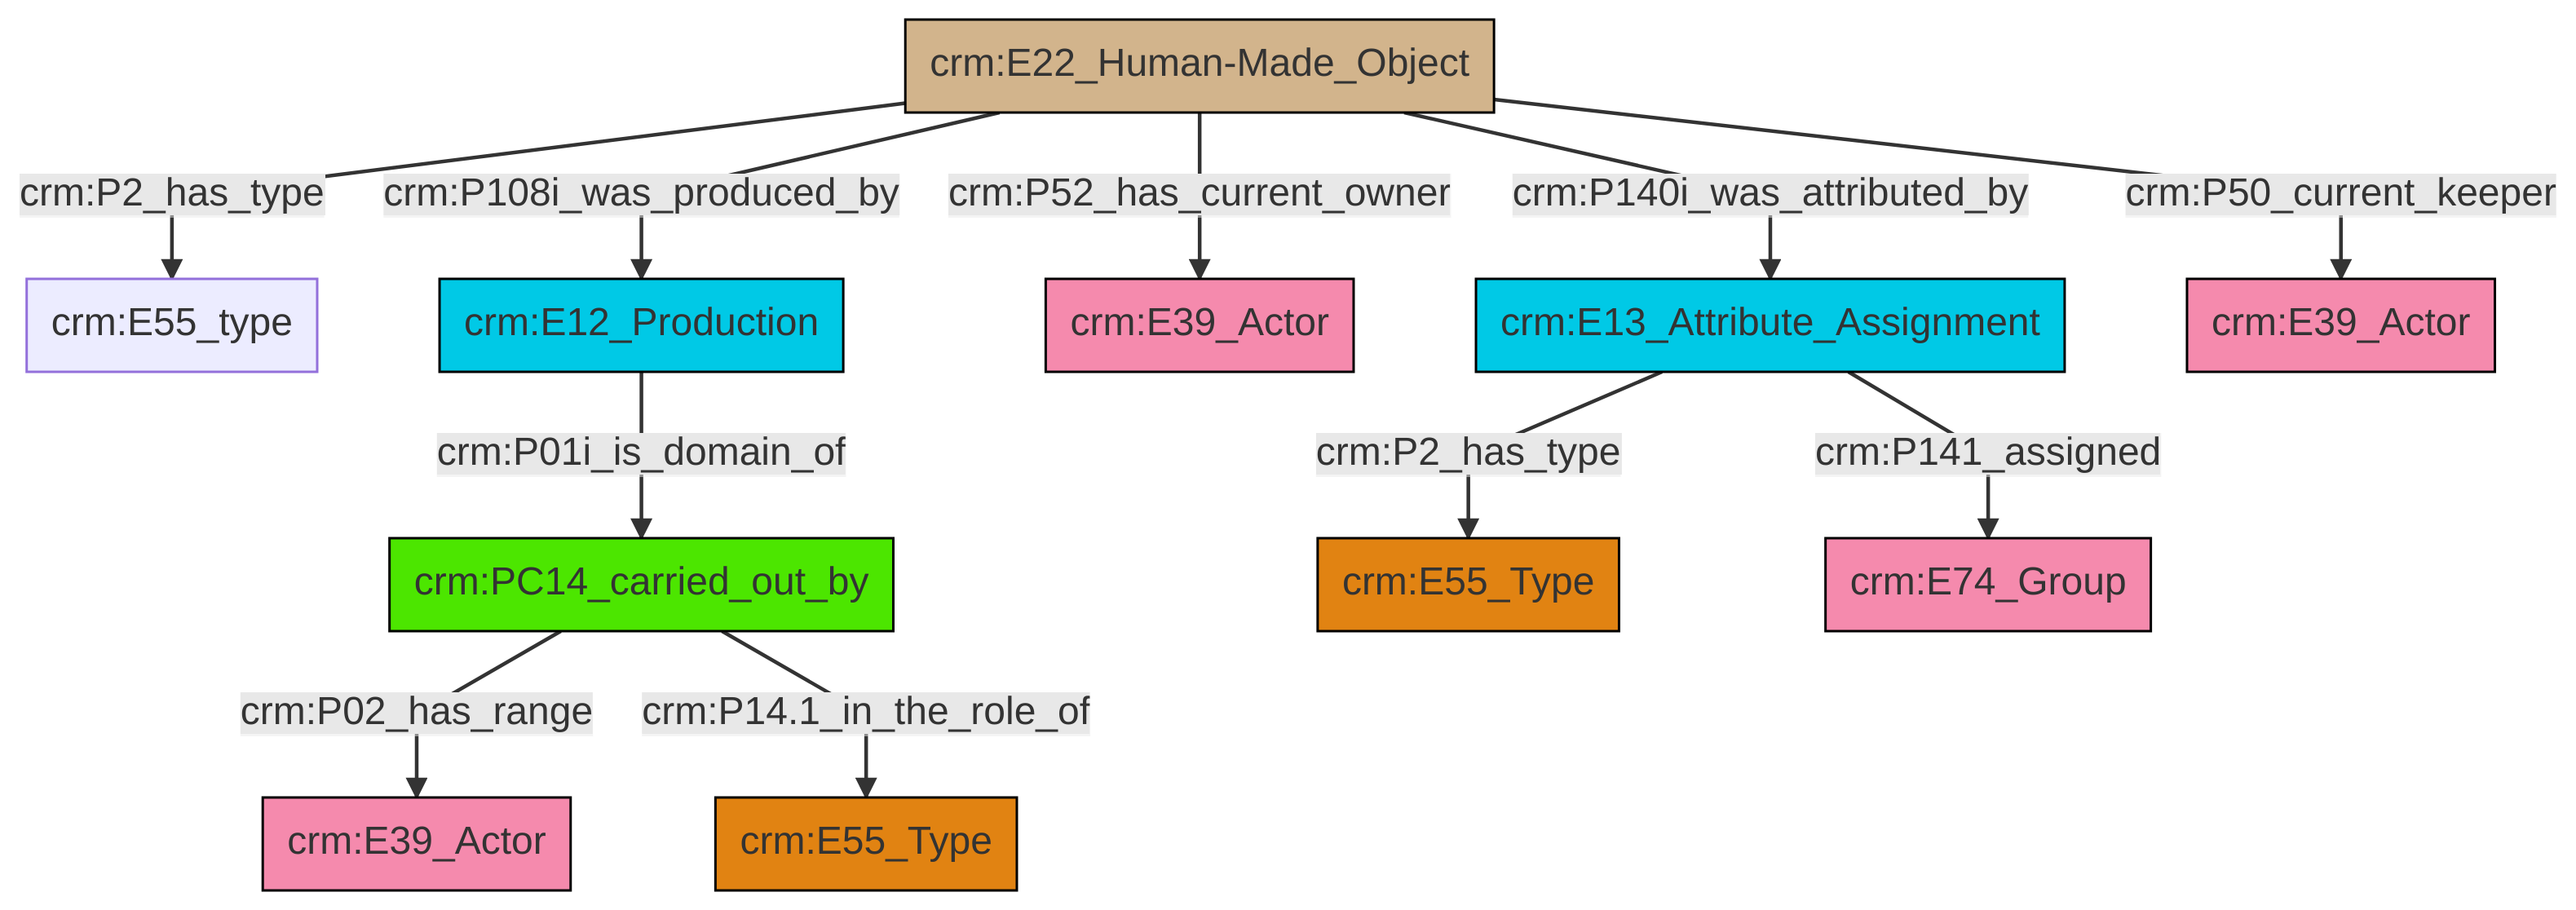 crm:E22_Human-Made_Object
crm:P2_has_type
crm:P108i_was_produced_by
crm:P52_has_current_owner
crm:P140i_was_attributed_by
crm:P50_current_keeper
crm:E55_type
crm:E12_Production
crm:E39_Actor
crm:E13_Attribute_Assignment
crm:E39_Actor
crm:P01i_is_domain_of
crm:P2_has_type
crm:P141_assigned
crm:PC14_carried_out_by
crm:E55_Type
crm:E74_Group
crm:P02_has_range
crm:P14.1_in_the_role_of
crm:E39_Actor
crm:E55_Type